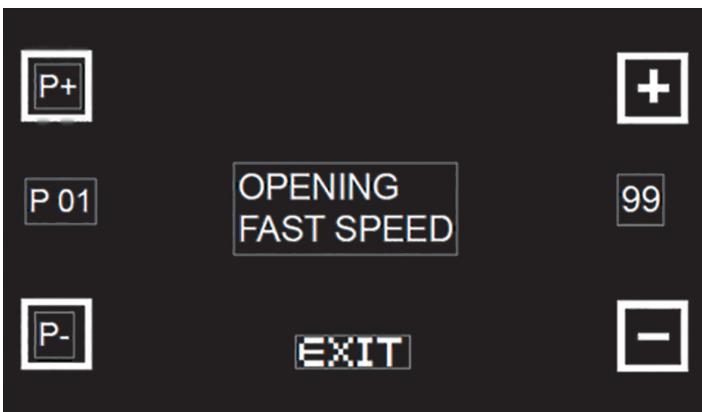 P+
+
P 01
OPENING
FAST SPEED
99
P-
EXIT
-